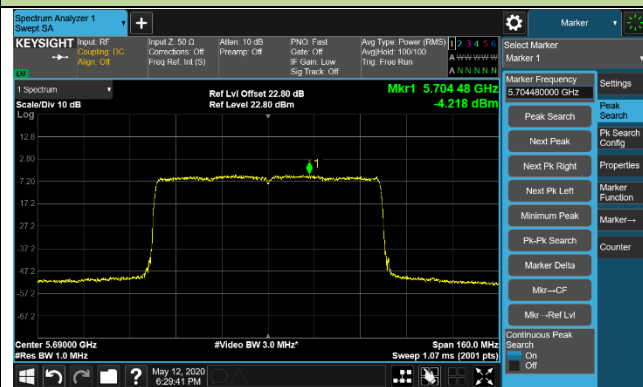 Spectrum Analyzer 1
Swept SA
Marker
KEYSIGHT
Input: RF
Coupling: DC
Align: Off
Input Z: 50 Ω
Corrections: Off
Freq Ref: Int (S)
Atten: 10 dB
Preamp: Off
PNO: Fast
Gate: Off
IF Gain: Low
Sig Track: Off
Avg Type: Power (RMS)
Avg|Hold: 100/100
Trig: Free Run
1 2 3 4 5 6
A W W W W W
A N N N N N
LXI
1 Spectrum
Scale/Div 10 dB
Ref Lvl Offset 22.80 dB
Ref Level 22.80 dBm
Mkr1 5.704 48 GHz
-4.218 dBm
Log
12.8
2.80
-7.20
-17.2
-27.2
-37.2
-47.2
-57.2
-67.2
1
Center 5.69000 GHz
#Res BW 1.0 MHz
#Video BW 3.0 MHz*
Span 160.0 MHz
Sweep 1.07 ms (2001 pts)
Select Marker
Marker 1
Marker Frequency
5.704480000 GHz
Peak Search
Next Peak
Next Pk Right
Next Pk Left
Minimum Peak
Pk-Pk Search
Marker Delta
Mkr→CF
Mkr→Ref Lvl
Continuous Peak
Search
On
Off
Settings
Peak
Search
Pk Search
Config
Properties
Marker
Function
Marker→
Counter
May 12, 2020
6:29:41 PM